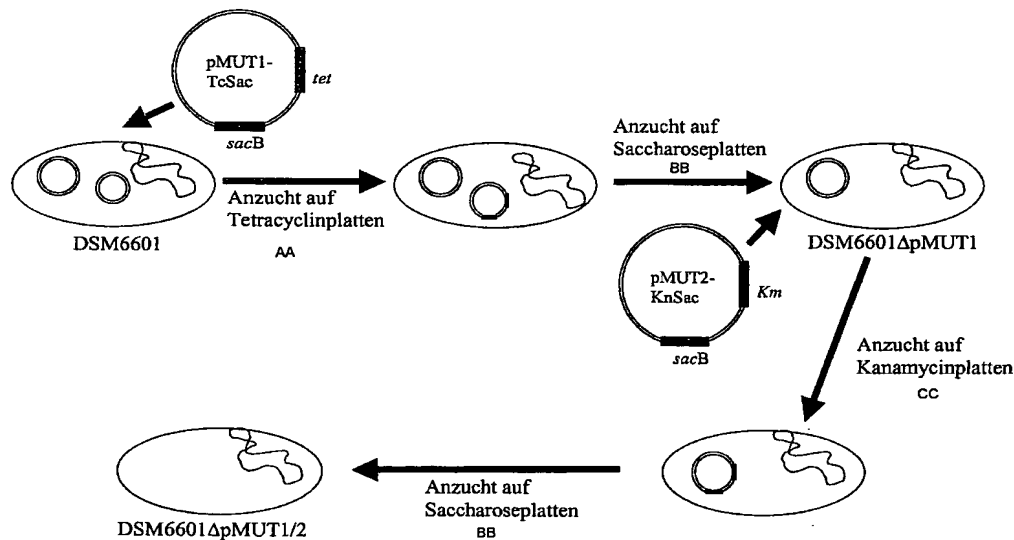 pMUT1-
TcSac
tet
sacB
DSM6601
Anzucht auf
Tetracyclinplatten
AA
Anzucht auf
Saccharoseplatten
BB
DSM6601ΔpMUT1
pMUT2-
KnSac
Km
sacB
Anzucht auf
Kanamycinplatten
CC
Anzucht auf
Saccharoseplatten
BB
DSM6601ΔpMUT1/2